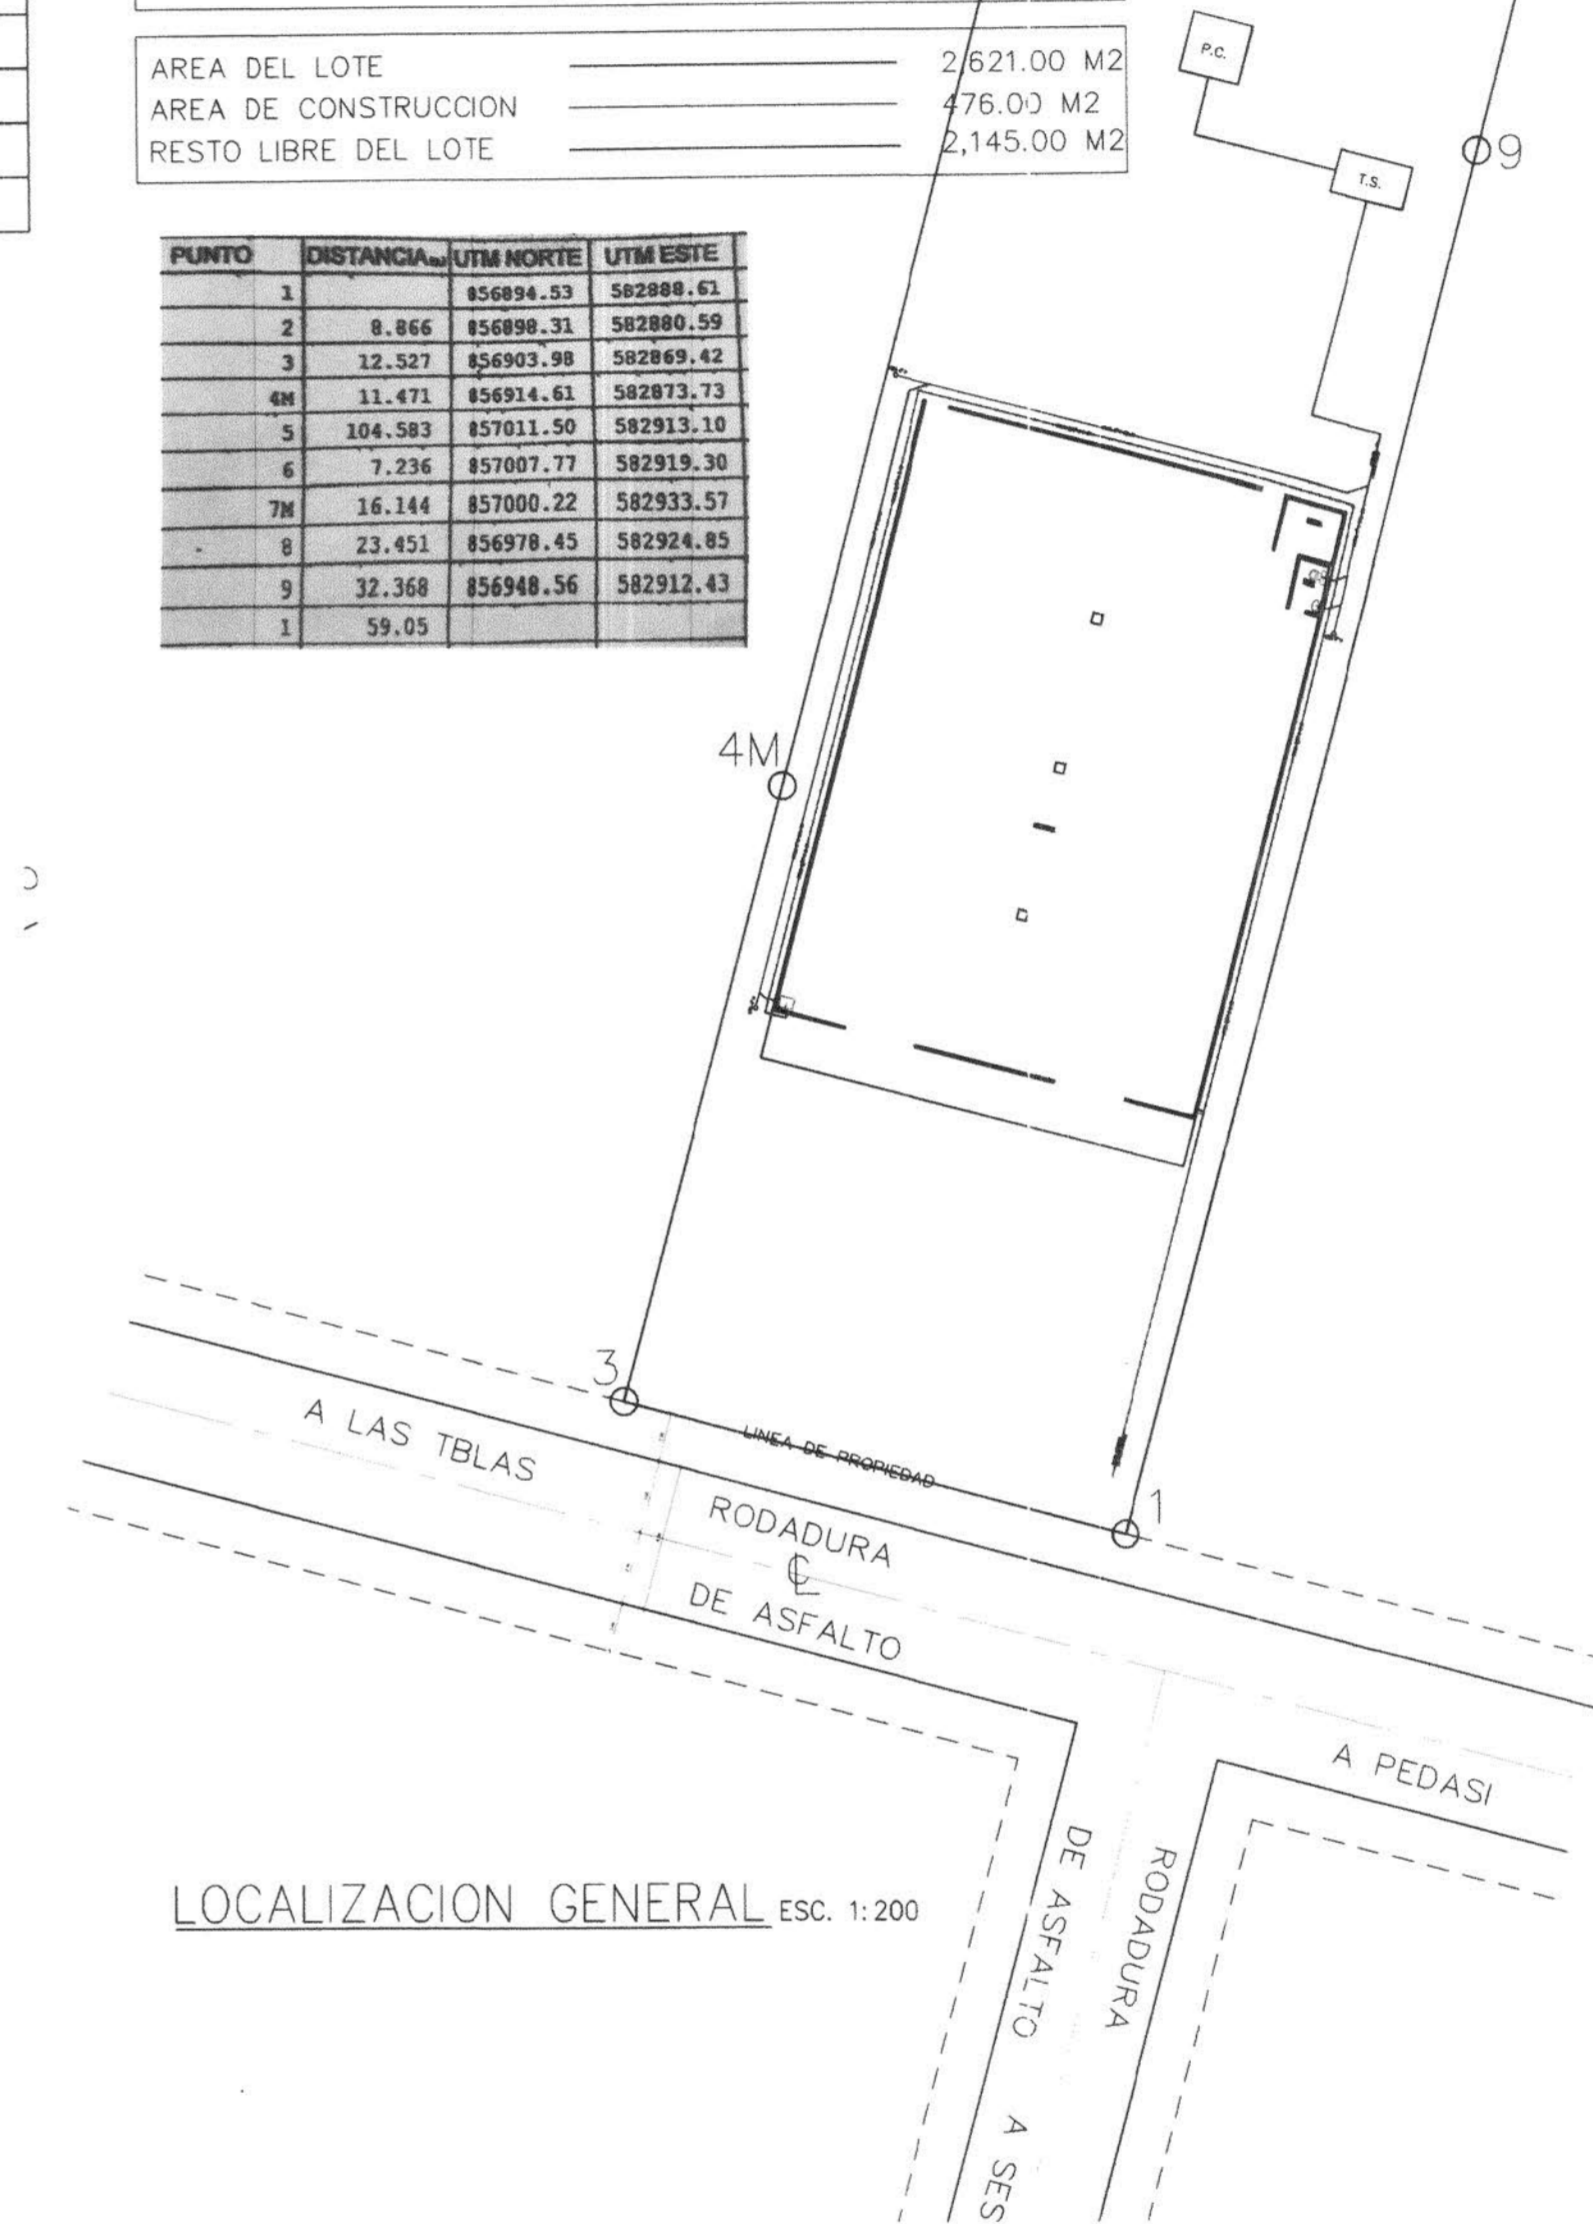 AREA DEL LOTE 2,621.00 M2
AREA DE CONSTRUCCION 476.00 M2
RESTO LIBRE DEL LOTE 2,145.00 M2
P.C.
T.S.
9
PUNTO DISTANCIA UTM NORTE UTM ESTE
1 856894.53 582888.61
2 8.866 856898.31 582880.59
3 12.527 856903.98 582869.42
4M 11.471 856914.61 582873.73
5 104.583 857011.50 582913.10
6 7.236 857007.77 582919.30
7M 16.144 857000.22 582933.57
8 23.451 856978.45 582924.85
9 32.368 856948.56 582912.43
1 59.05
4M
3
LINEA DE PROPIEDAD
1
A LAS TBLAS
RODADURA
DE ASFALTO
A PEDASI
RODADURA
DE ASFALTO A SES
LOCALIZACION GENERAL ESC. 1:200